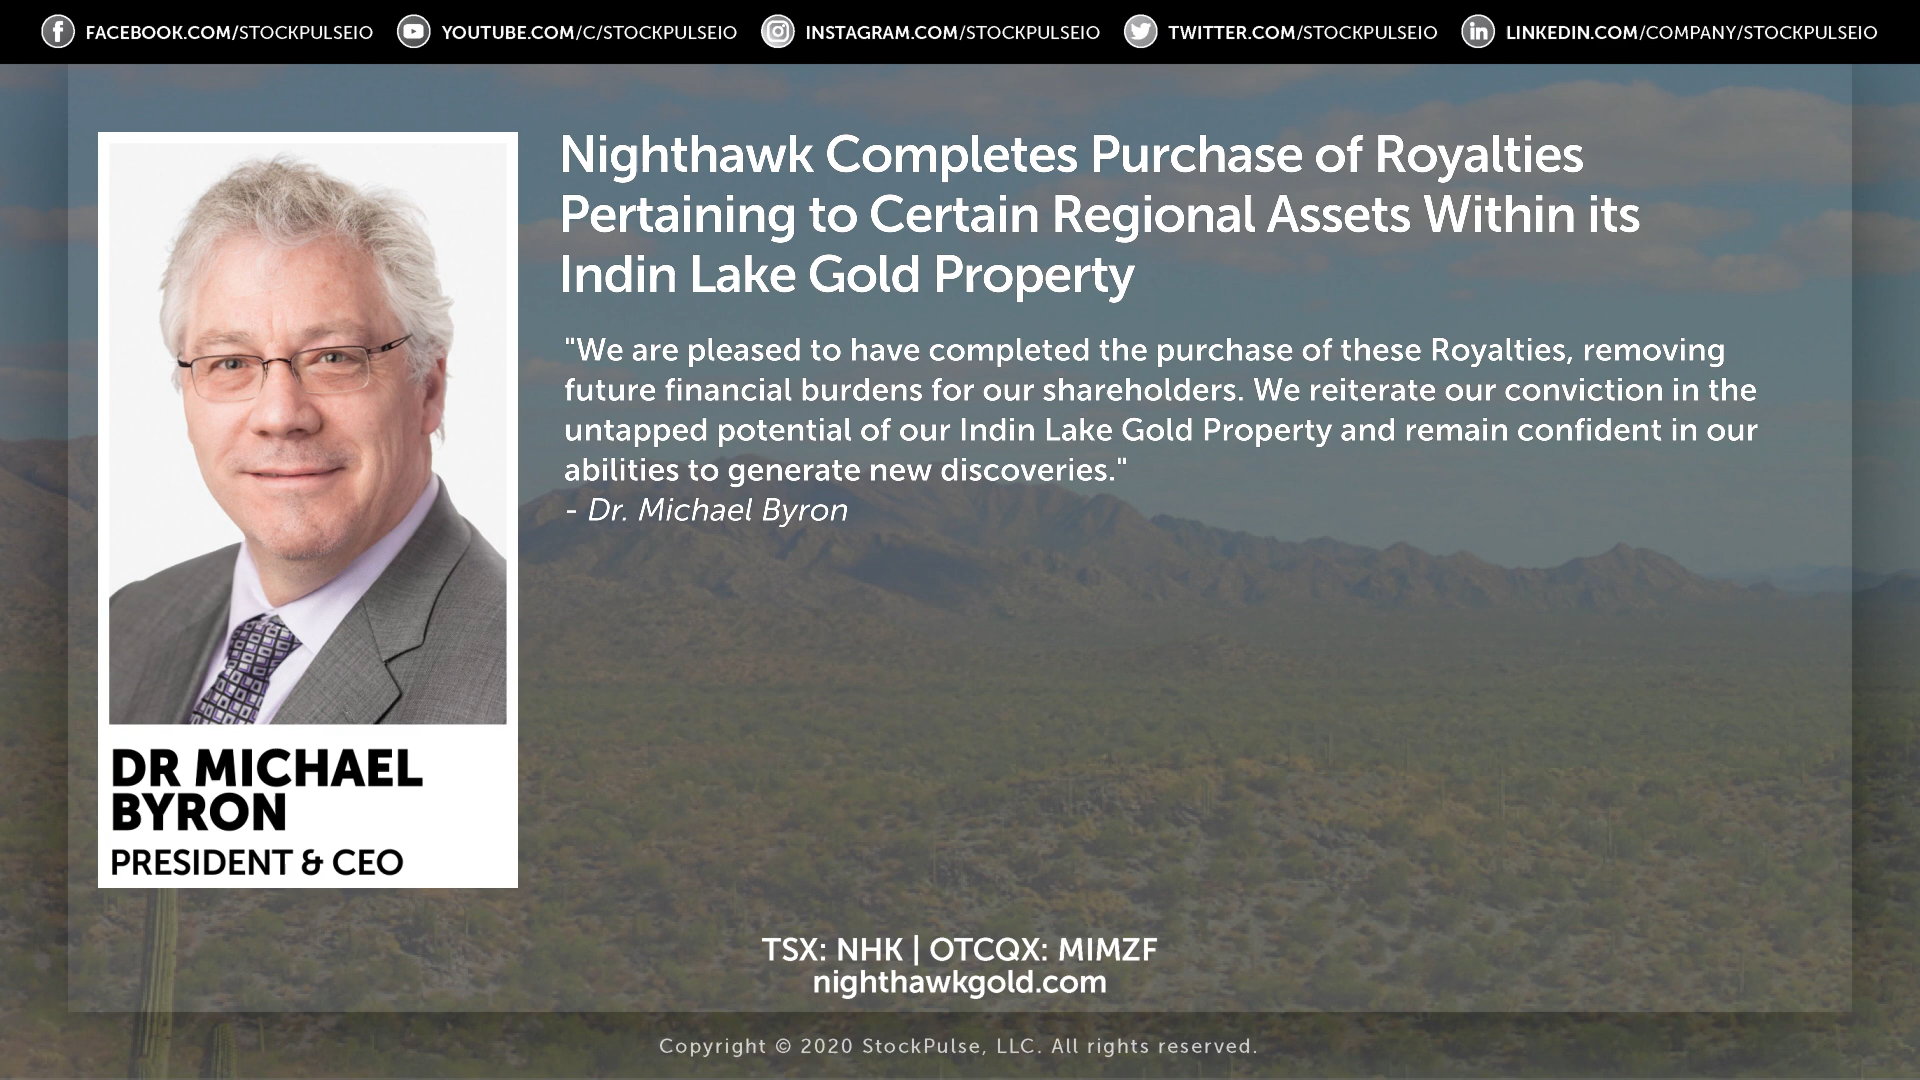 FACEBOOK.COM/STOCKPULSEIO YOUTUBE.COM/C/STOCKPULSEIO INSTAGRAM.COM/STOCKPULSEIO TWITTER.COM/STOCKPULSEIO LINKEDIN.COM/COMPANY/STOCKPULSEIO
Nighthawk Completes Purchase of Royalties
Pertaining to Certain Regional Assets Within its
Indin Lake Gold Property
"We are pleased to have completed the purchase of these Royalties, removing
future financial burdens for our shareholders. We reiterate our conviction in the
untapped potential of our Indin Lake Gold Property and remain confident in our
abilities to generate new discoveries."
- Dr. Michael Byron
DR MICHAEL
BYRON
PRESIDENT & CEO
TSX: NHK | OTCQX: MIMZF
nighthawkgold.com
Copyright © 2020 StockPulse, LLC. All rights reserved.